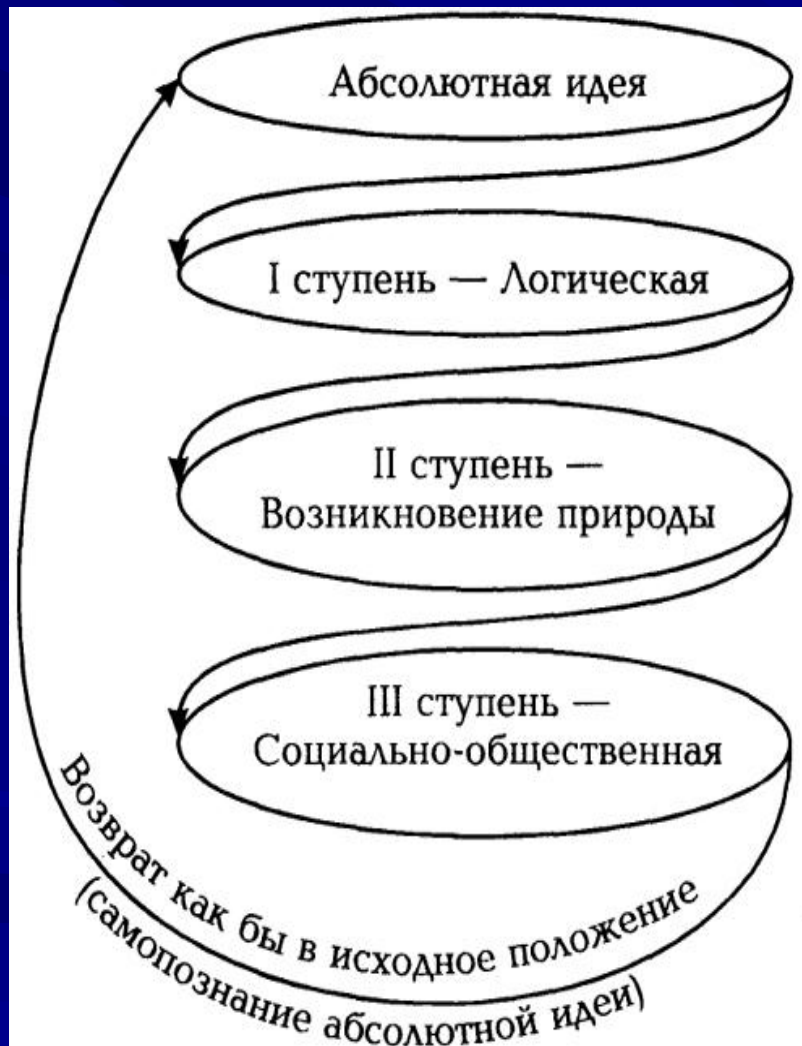 Абсолютная идея
I ступень — Логическая
II ступень —
Возникновение природы
III ступень —
Социально-общественная
Возврат как бы в исходное положение
(самопознание абсолютной идеи)